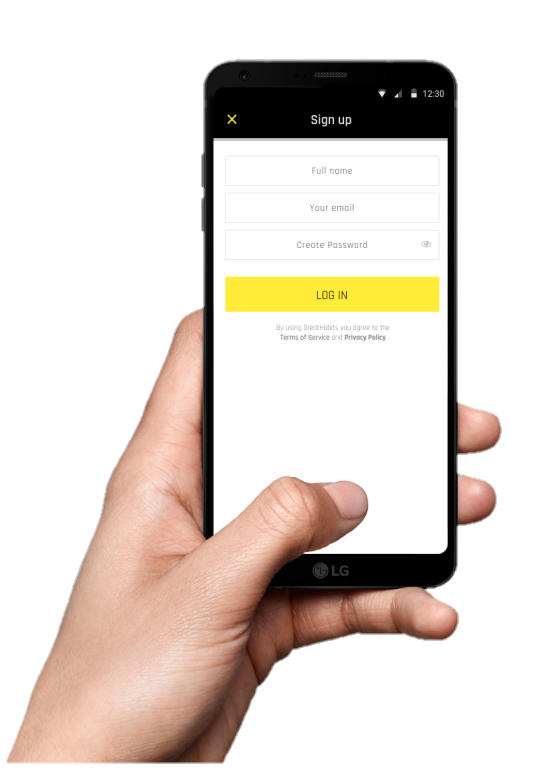 12:30
Sign up
Full name
Your email
Create Password
LOG IN
By using GreatHabits you agree to the
Terms of Service and Privacy Policy
LG